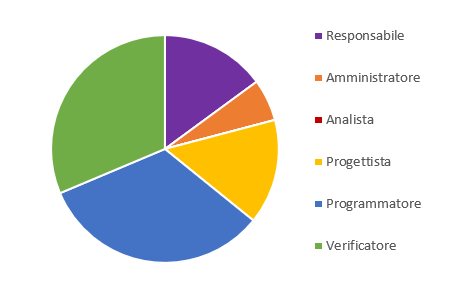 Responsabile
Amministratore
Analista
Progettista
Programmatore
Verificatore